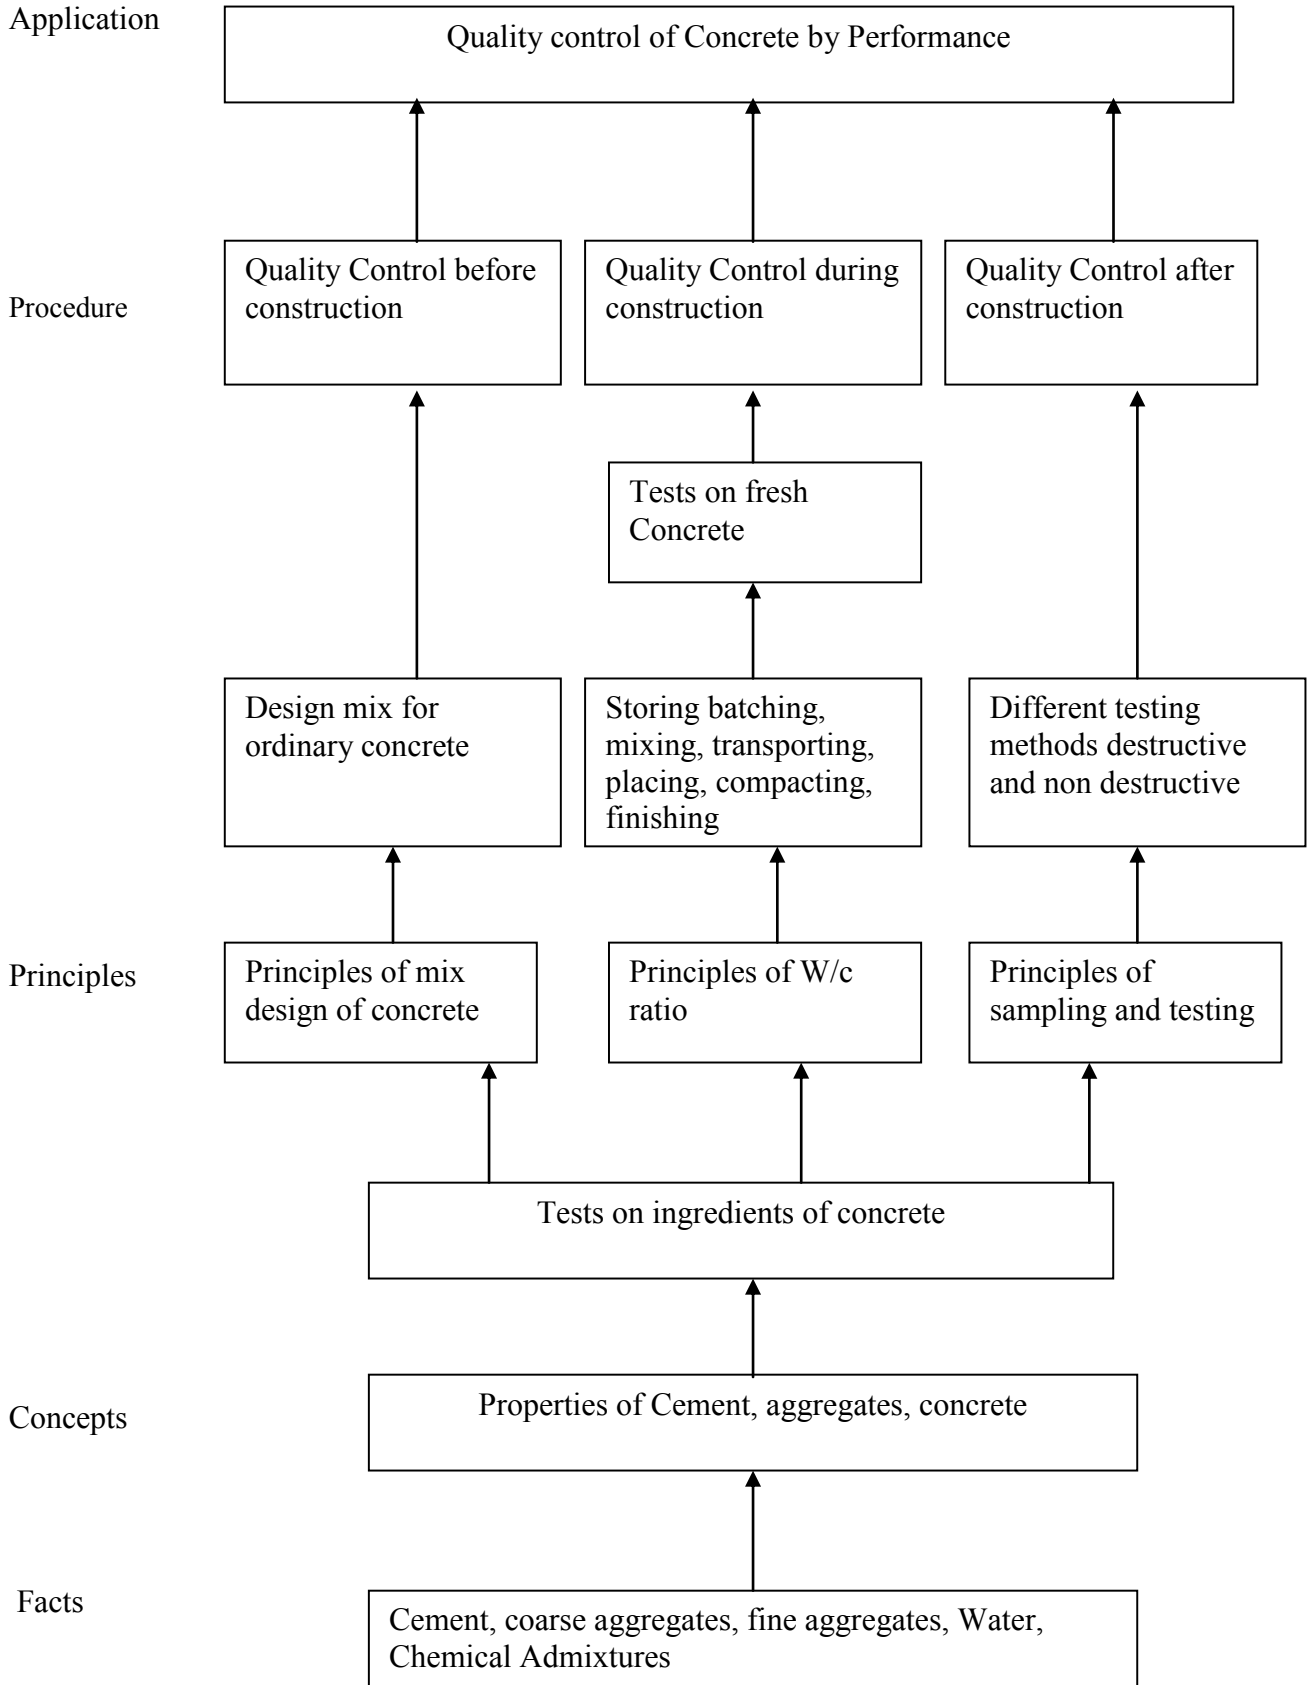 Application
Quality control of Concrete by Performance
Procedure
Quality Control before
construction
Quality Control during
construction
Quality Control after
construction
Tests on fresh
Concrete
Design mix for
ordinary concrete
Storing batching,
mixing, transporting,
placing, compacting,
finishing
Different testing
methods destructive
and non destructive
Principles
Principles of mix
design of concrete
Principles of W/c
ratio
Principles of
sampling and testing
Tests on ingredients of concrete
Concepts
Properties of Cement, aggregates, concrete
Facts
Cement, coarse aggregates, fine aggregates, Water,
Chemical Admixtures